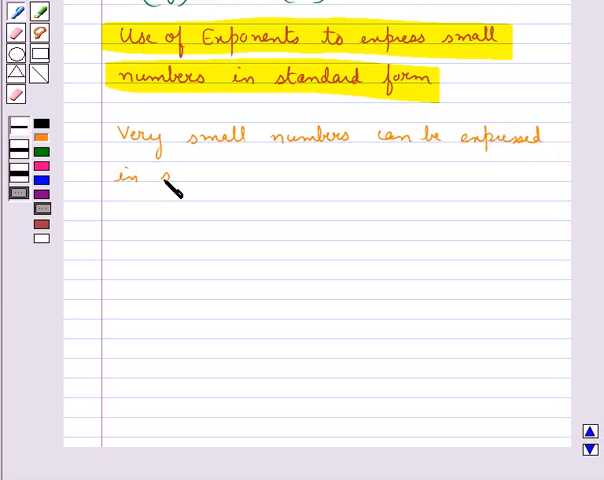 Use of Exponents to express small
numbers in standard form
Very small numbers can be expressed
in s